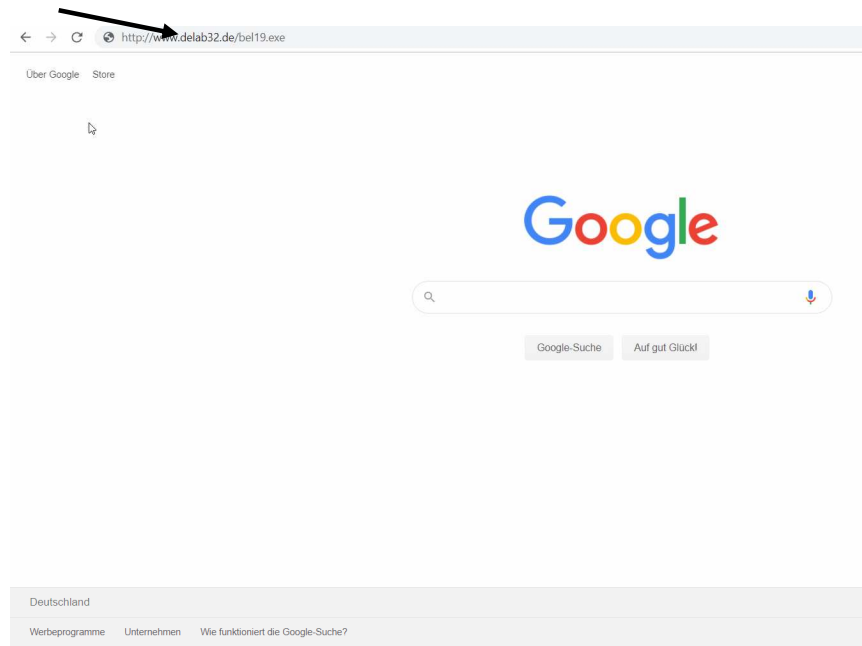 http://www.delab32.de/bel19.exe
Über Google Store
Google
Google-Suche Auf gut Glück!
Deutschland
Werbeprogramme Unternehmen Wie funktioniert die Google-Suche?